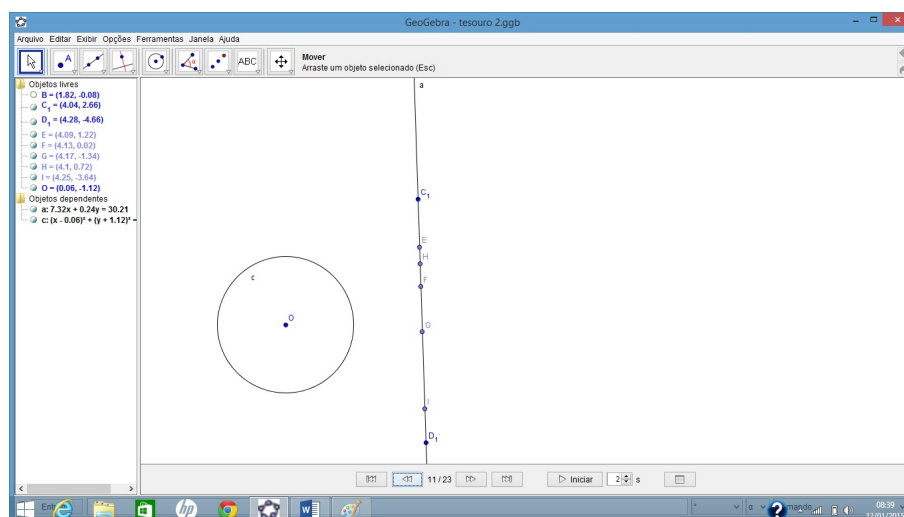 GeoGebra - tesouro 2.ggb
Arquivo Editar Exibir Opções Ferramentas Janela Ajuda
A
α
ABC
Mover
Arraste um objeto selecionado (Esc)
Objetos livres
B = (1.82, -0.08)
C₁ = (4.04, 2.66)
D₁ = (4.28, -4.66)
E = (4.09, 1.22)
F = (4.13, 0.02)
G = (4.17, -1.34)
H = (4.1, 0.72)
I = (4.25, -3.64)
O = (0.06, -1.12)
Objetos dependentes
a: 7.32x + 0.24y = 30.21
c: (x - 0.06)² + (y + 1.12)² =
a
C₁
E
H
F
c
O
G
I
D₁
11 / 23
Iniciar
2
s
hp
α
08:39